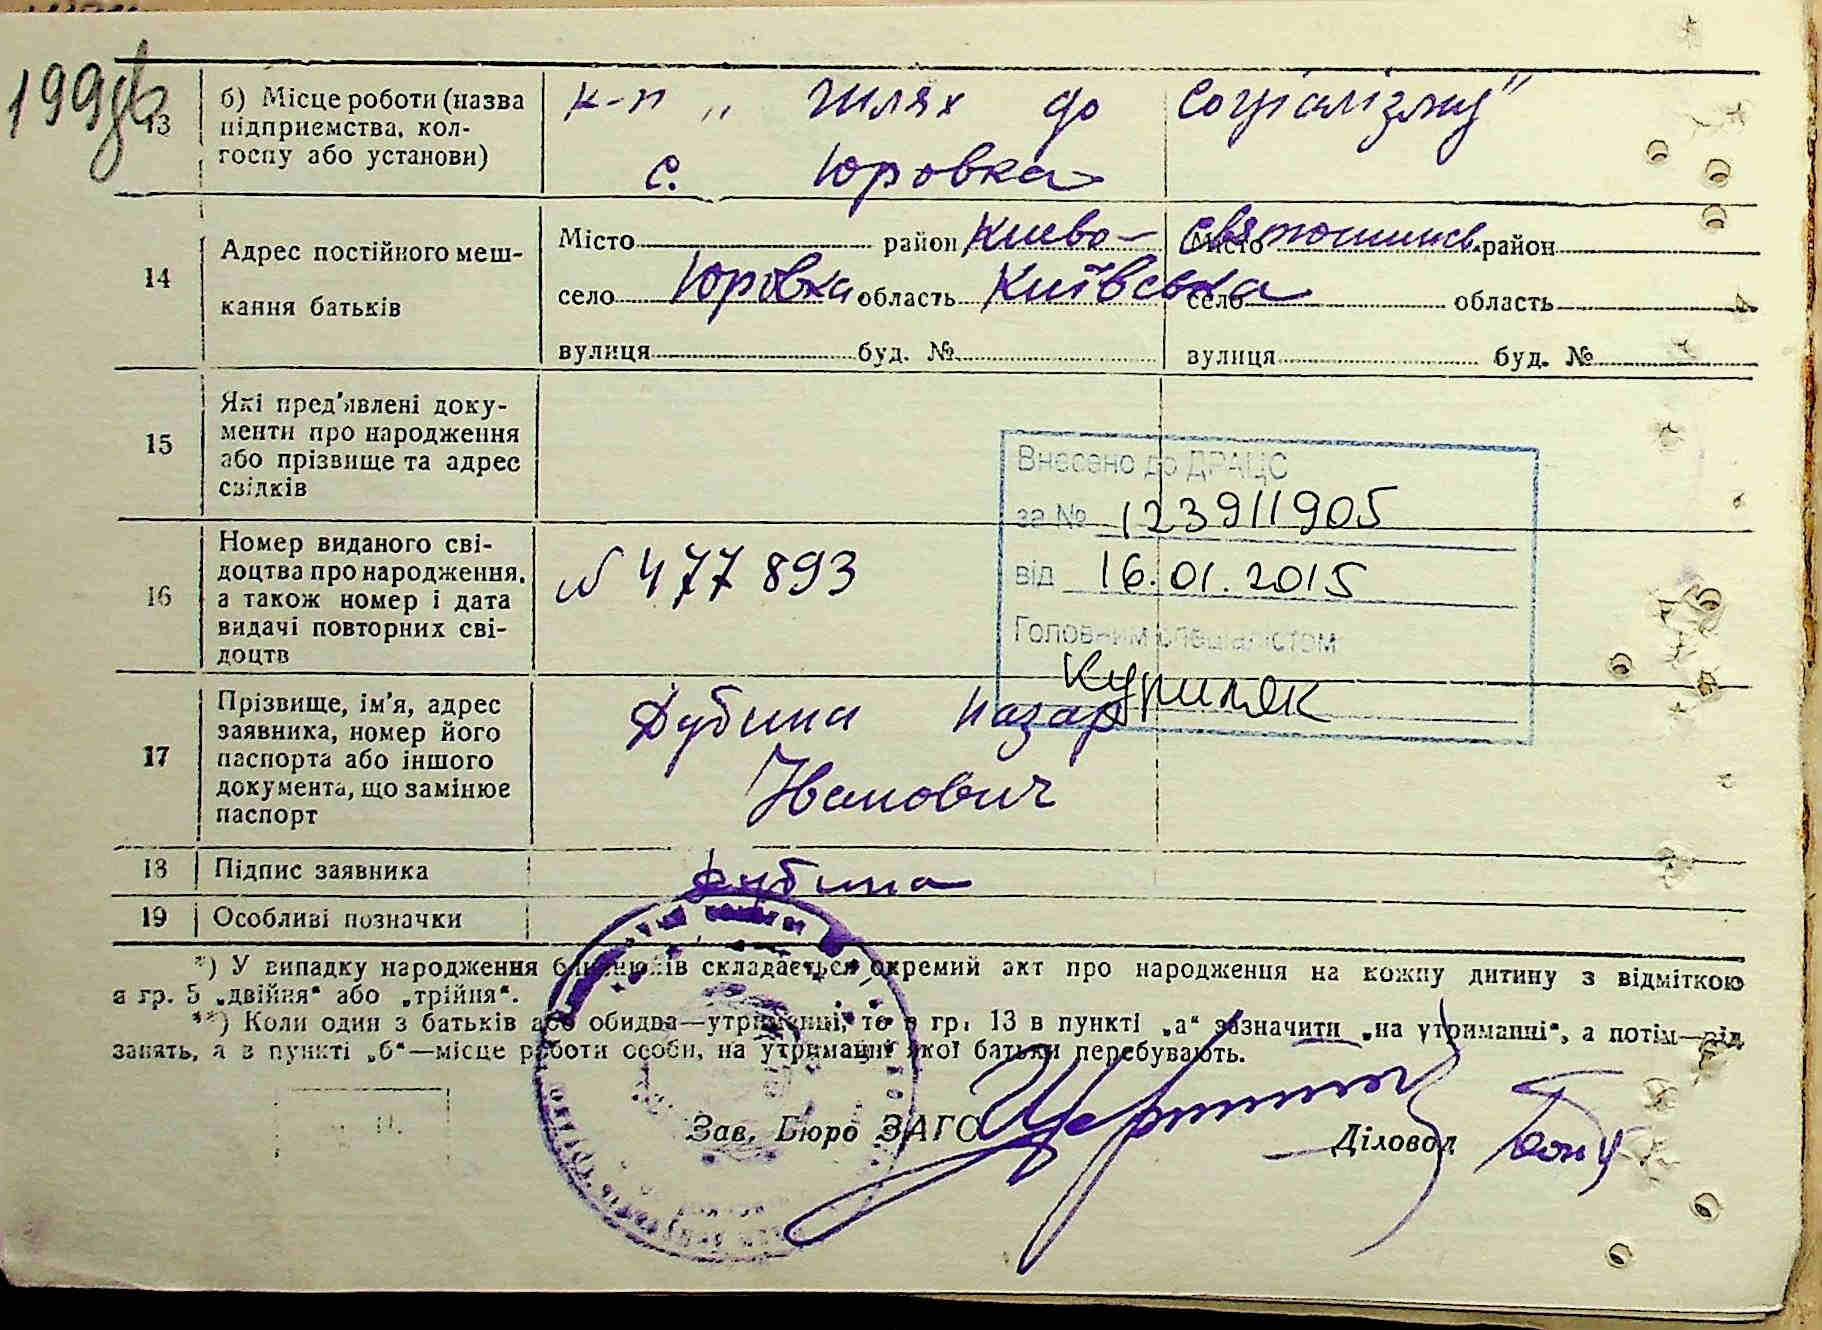 199зв
13 б) Місце роботи (назва підприємства, колгоспу або установи) к-п „Шлях до соціалізму"
с. Юровка
14 Адрес постійного мешкання батьків
Місто район Києво-Святошинс. Місто район
село Юровка область Київська село область
вулиця буд. № вулиця буд. №
15 Які пред'явлені документи про народження або прізвище та адрес свідків
Внесено до ДРАЦС
за № 123911905
від 16.01.2015
Головним спеціалістом
Куриляк
16 Номер виданого свідоцтва про народження, а також номер і дата видачі повторних свідоцтв
N 477893
17 Прізвище, ім'я, адрес заявника, номер його паспорта або іншого документа, що замінює паспорт
Дубина Назар
Иванович
18 Підпис заявника Дубина
19 Особливі позначки
*) У випадку народження близнюків складається окремий акт про народження на кожну дитину з відміткою
в гр. 5 „двійня" або „трійня".
**) Коли один з батьків або обидва—утриманці, то в гр. 13 в пункті „а" зазначити „на утриманні", а потім—рід
занять, а в пункті „б"—місце роботи особи, на утриманні якої батьки перебувають.
Зав. Бюро ЗАГС
Діловод